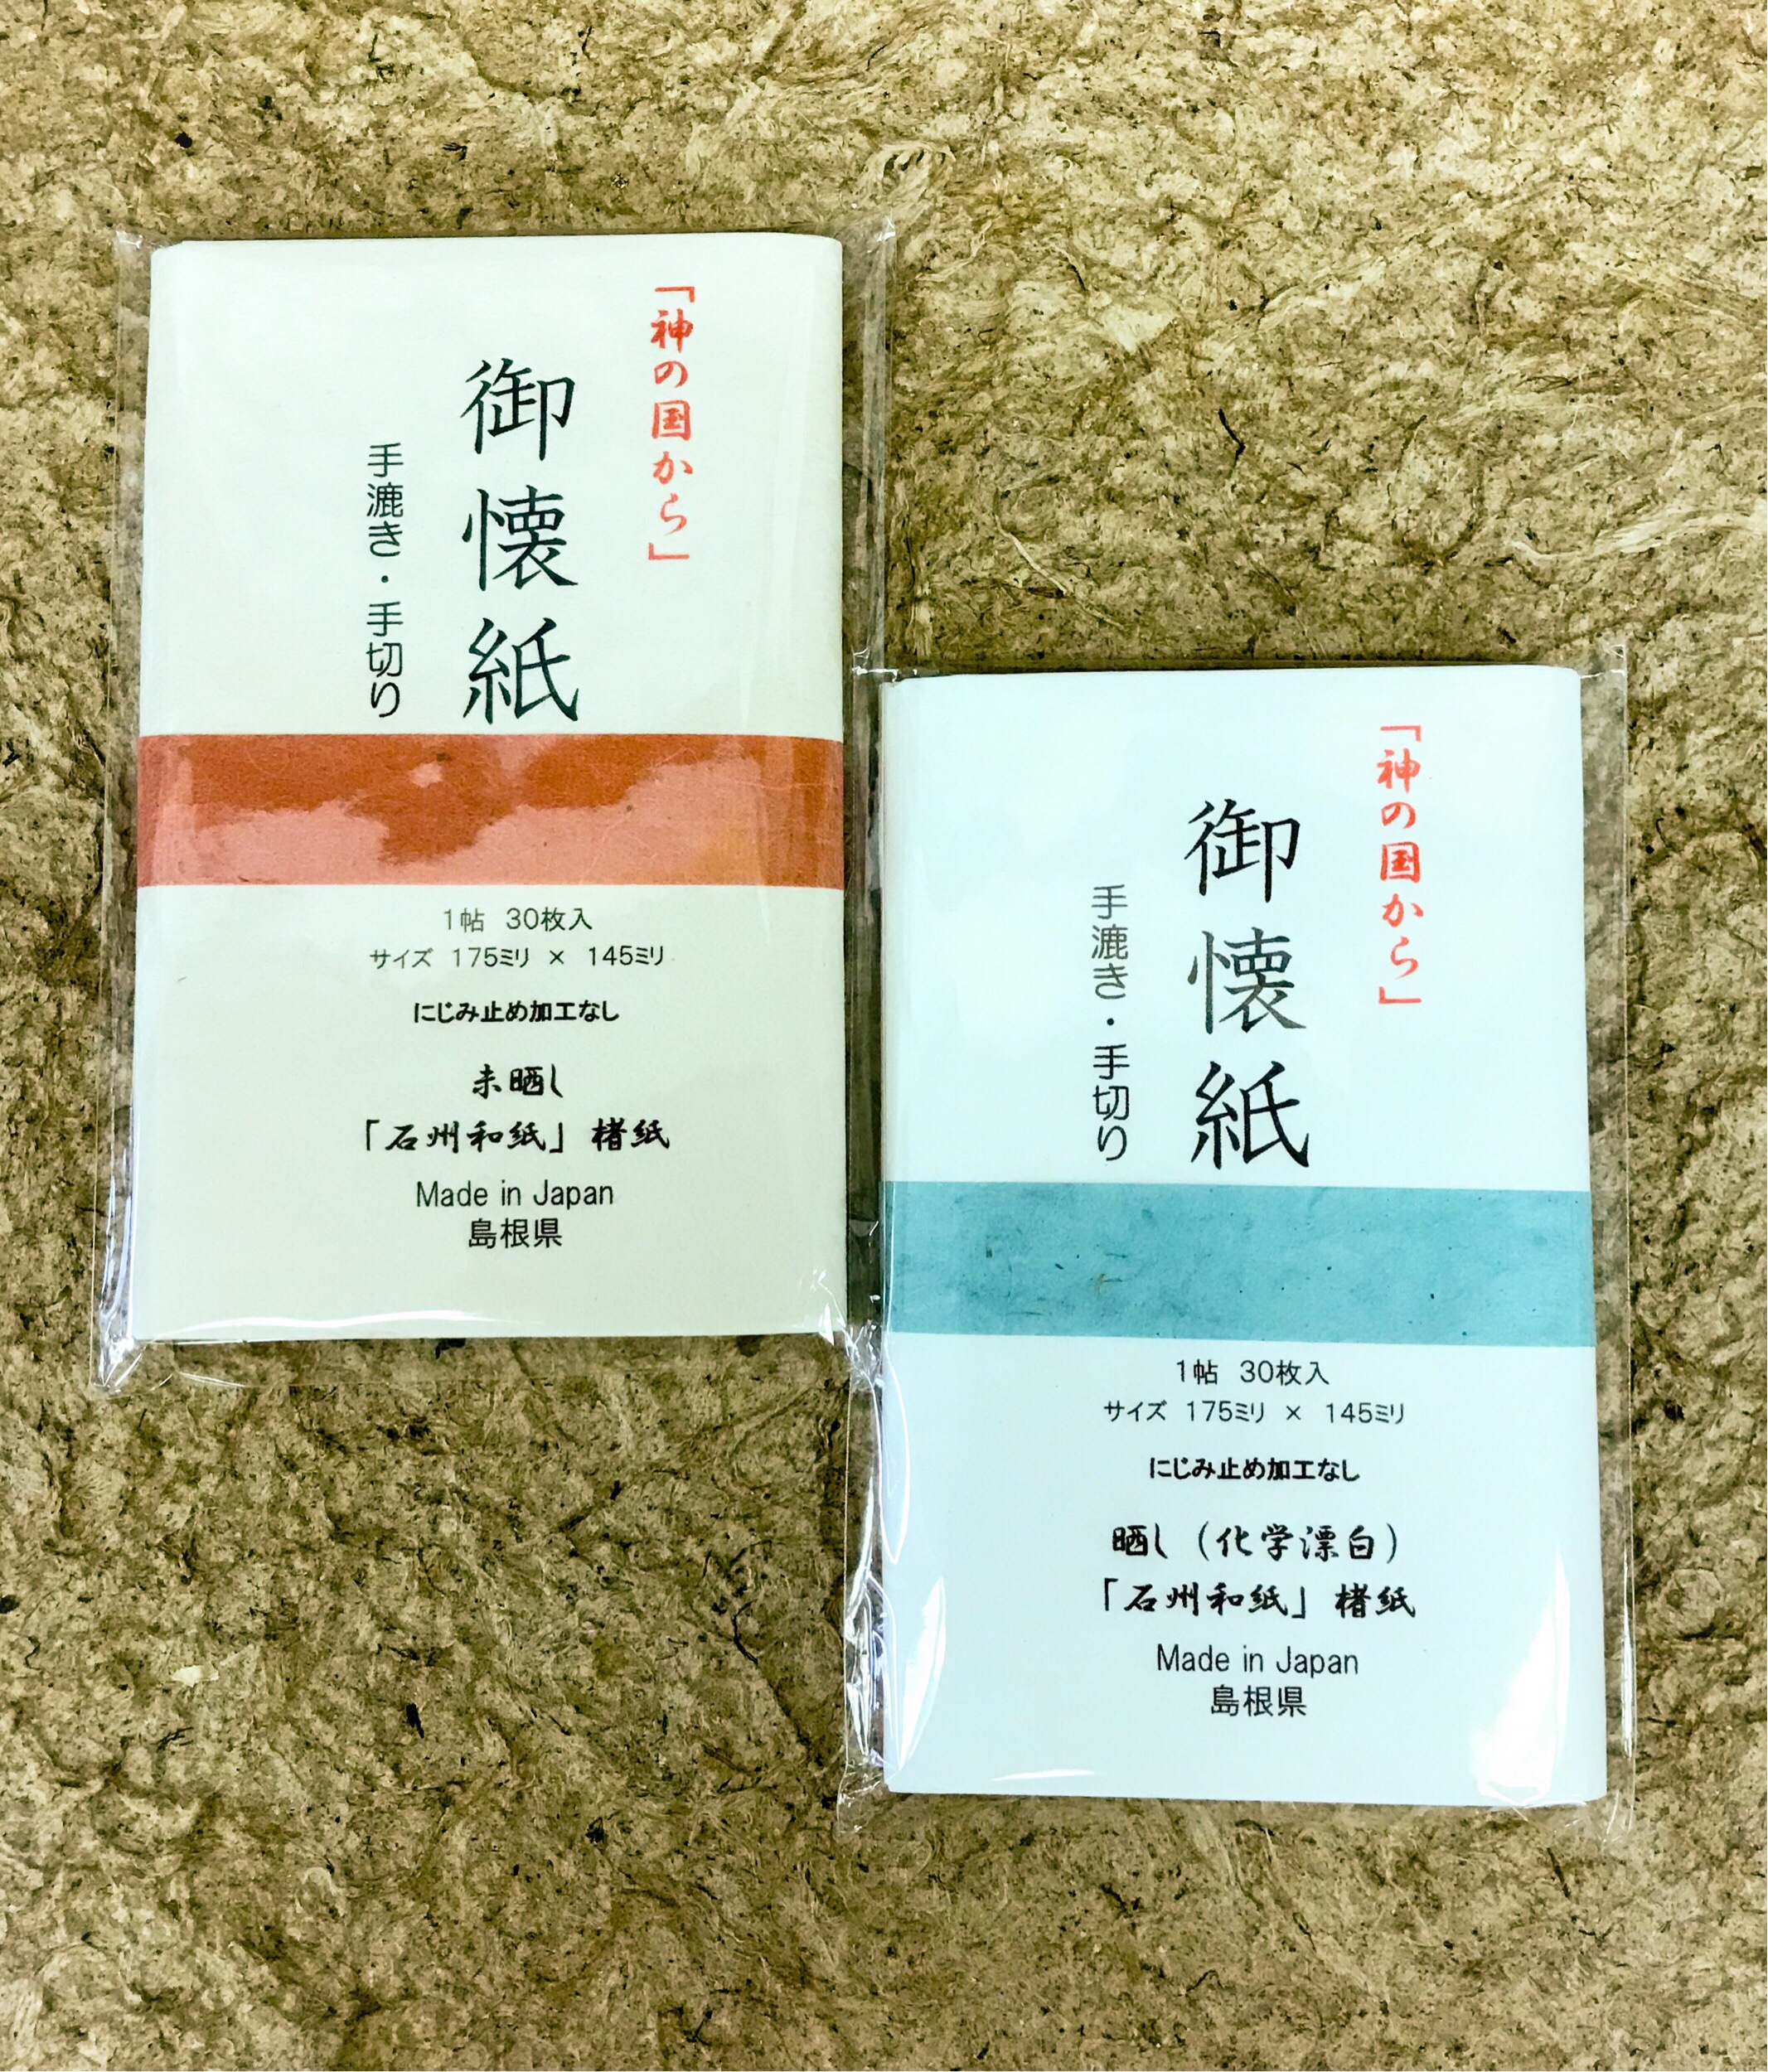 「神の国から」
御懐紙
手漉き・手切り
1帖 30枚入
サイズ 175ミリ × 145ミリ
にじみ止め加工なし
未晒し
「石州和紙」楮紙
Made in Japan
島根県
「神の国から」
御懐紙
手漉き・手切り
1帖 30枚入
サイズ 175ミリ × 145ミリ
にじみ止め加工なし
晒し（化学漂白）
「石州和紙」楮紙
Made in Japan
島根県